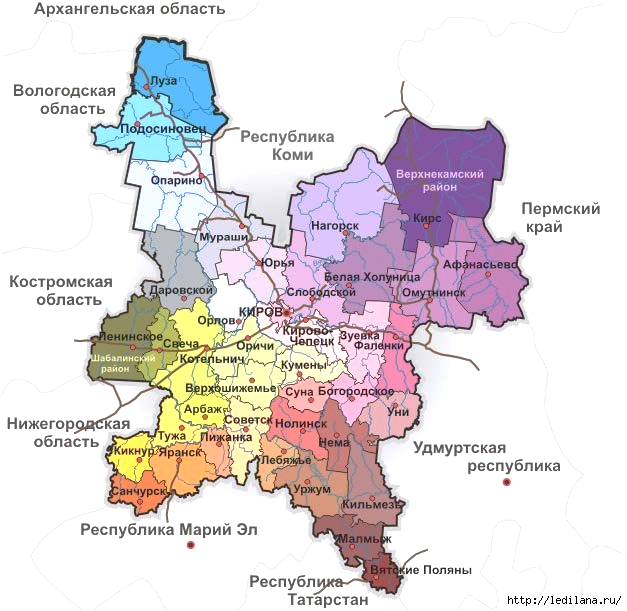 Архангельская область
Луза
Вологодская
область
Подосиновец
Республика
Коми
Опарино
Верхнекамский
район
Пермский
край
Мураши
Нагорск
Кирс
Юрья
Белая Холуница
Афанасьево
Костромская
область
Даровской
Слободской
Омутнинск
Орлов
КИРОВ
Кирово-
Чепецк
Зуевка
Фаленки
Ленинское
Свеча
Оричи
Шабалинский
район
Котельнич
Кумены
Верхошижемье
Суна
Богородское
Арбаж
Уни
Нижегородская
область
Советск
Нолинск
Тужа
Пижанка
Нема
Удмуртская
республика
Кикнур
Яранск
Лебяжье
Санчурск
Уржум
Кильмезь
Республика Марий Эл
Малмыж
Вятские Поляны
Республика
Татарстан
http://ledilana.ru/